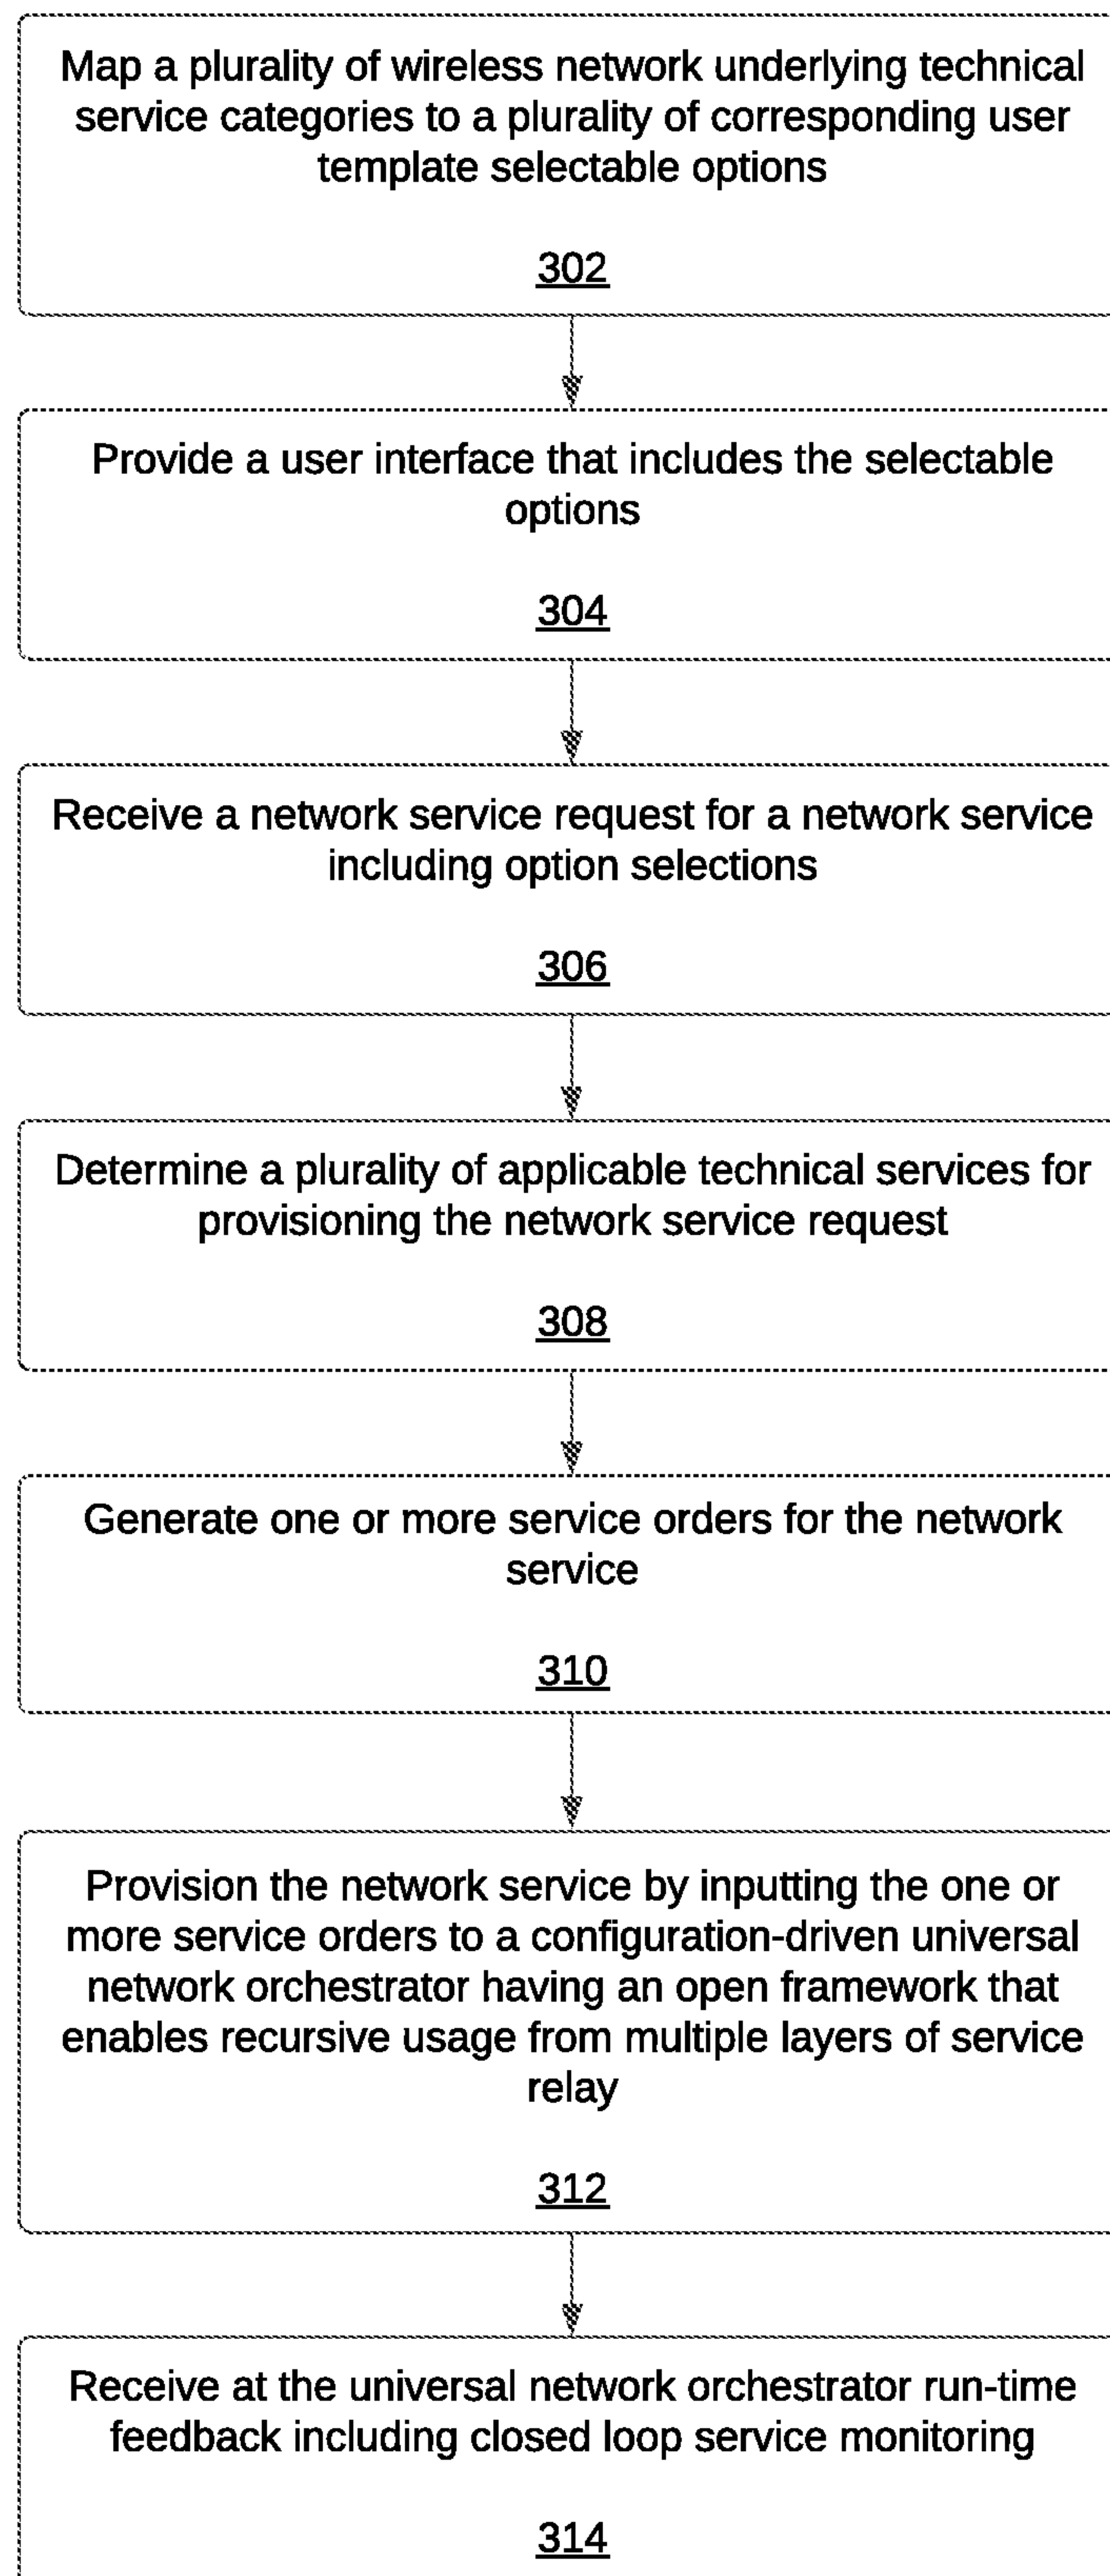 Map a plurality of wireless network underlying technical
service categories to a plurality of corresponding user
template selectable options
302
Provide a user interface that includes the selectable
options
304
Receive a network service request for a network service
including option selections
306
Determine a plurality of applicable technical services for
provisioning the network service request
308
Generate one or more service orders for the network
service
310
Provision the network service by inputting the one or
more service orders to a configuration-driven universal
network orchestrator having an open framework that
enables recursive usage from multiple layers of service
relay
312
Receive at the universal network orchestrator run-time
feedback including closed loop service monitoring
314